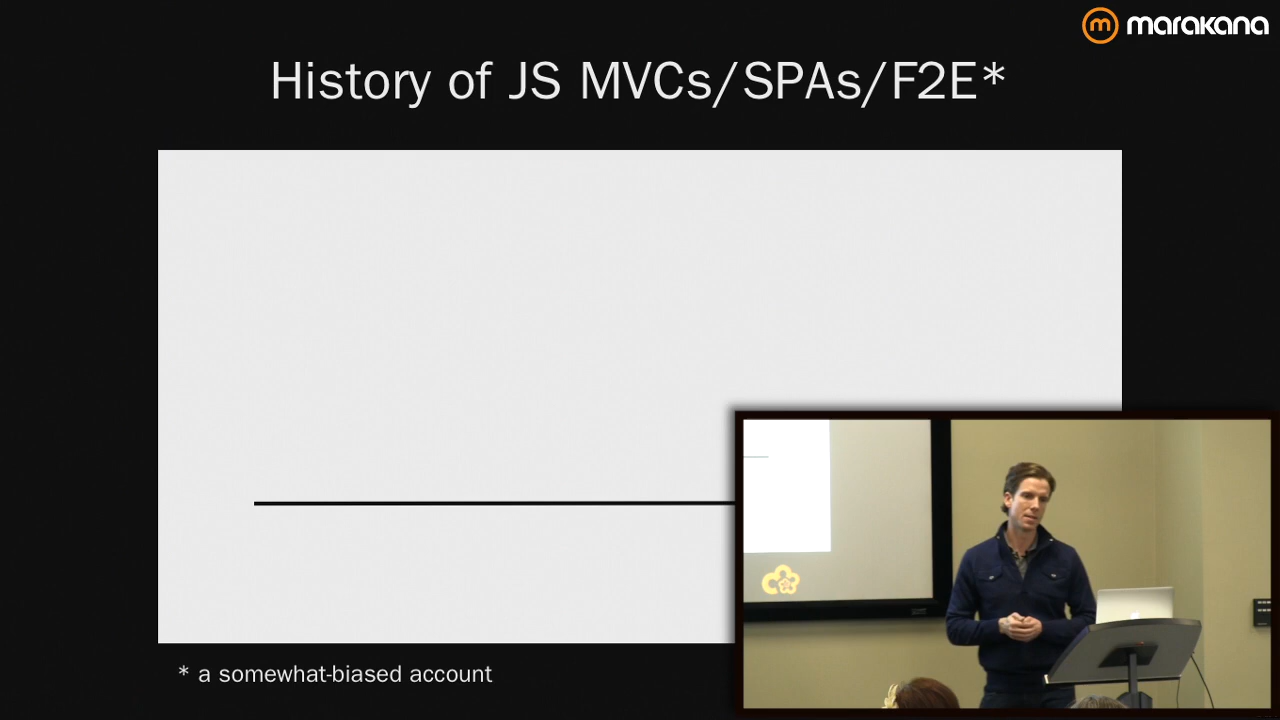 marakana
History of JS MVCs/SPAs/F2E*
* a somewhat-biased account